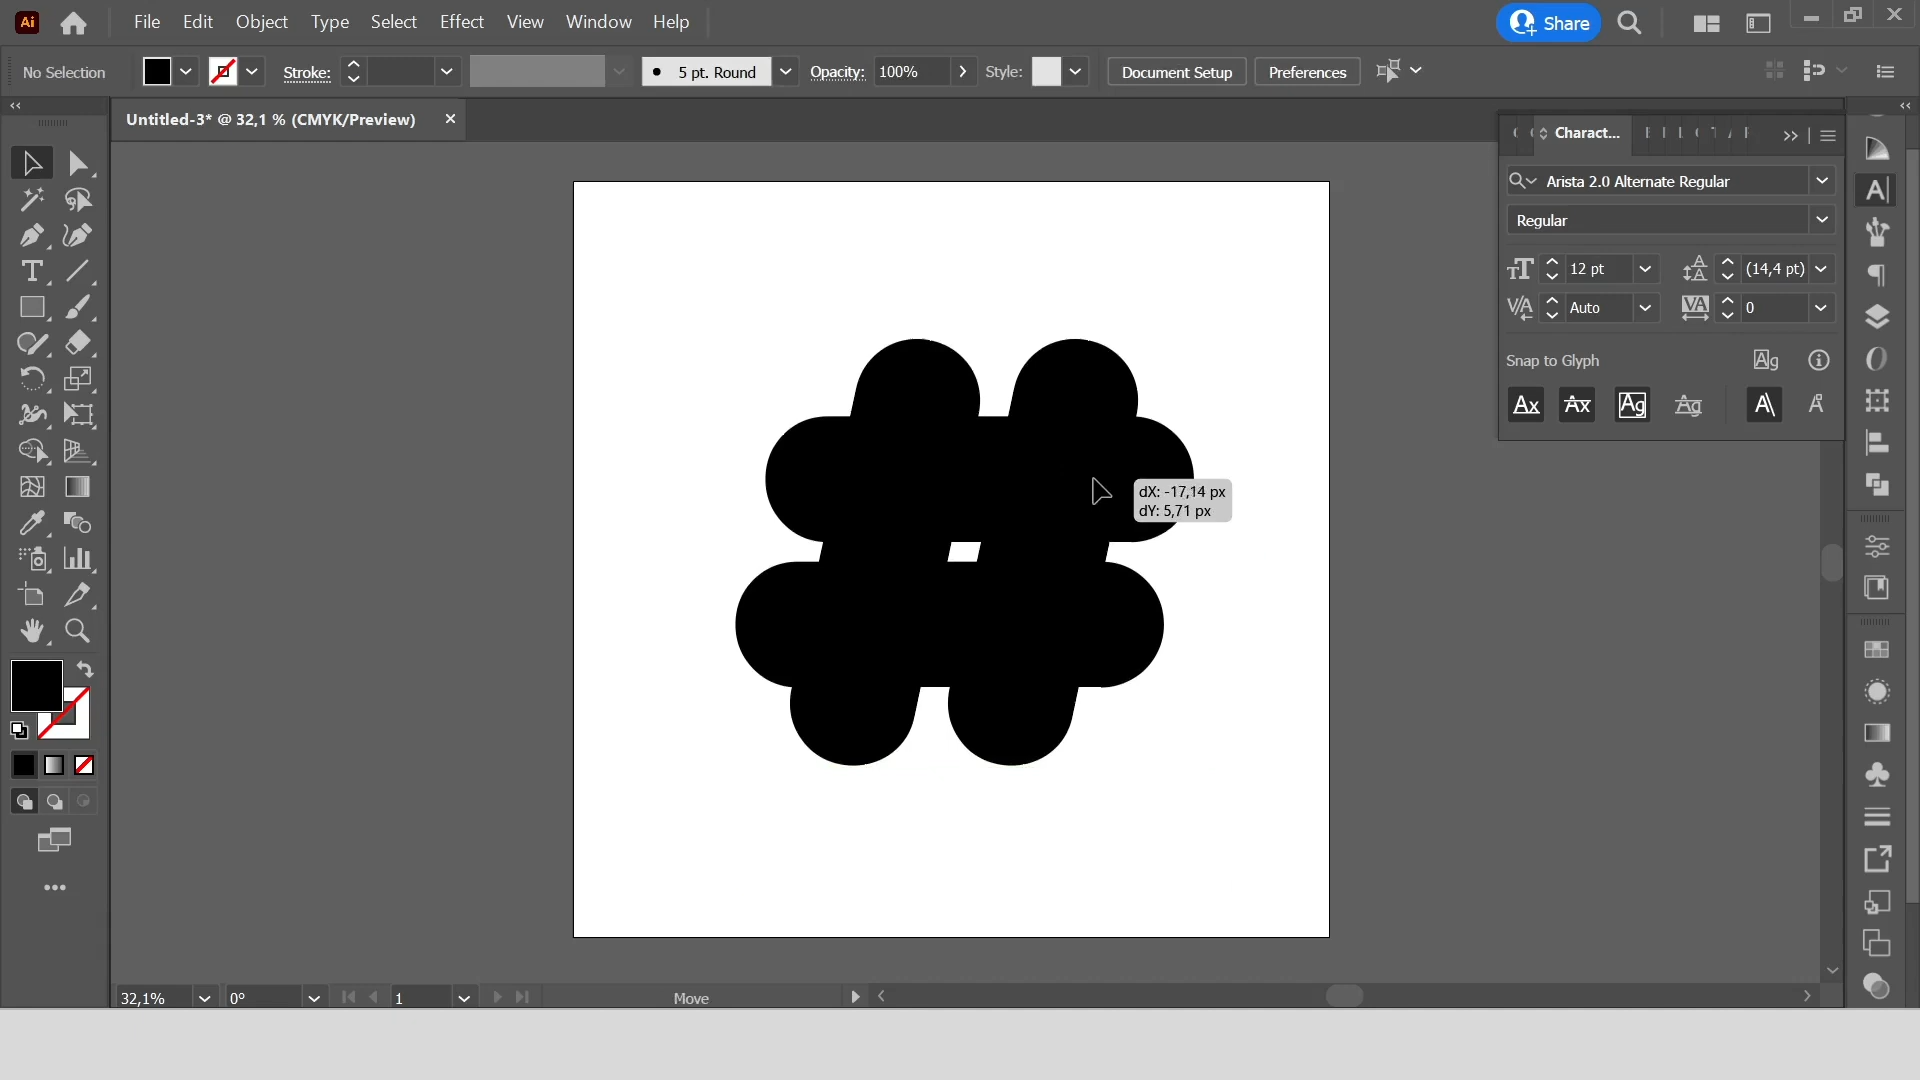 Ai File Edit Object Type Select Effect View Window Help Share
No Selection Stroke: 5 pt. Round Opacity: 100% Style: Document Setup Preferences
Untitled-3* @ 32,1 % (CMYK/Preview)
Charact...
Arista 2.0 Alternate Regular
Regular
12 pt (14,4 pt)
Auto 0
Snap to Glyph
dX: -17,14 px
dY: 5,71 px
32,1% 0° 1 Move